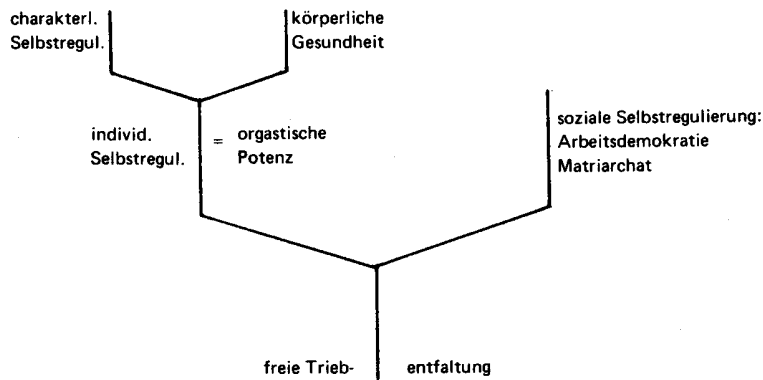 charakterl.
Selbstregul.
körperliche
Gesundheit
individ.
Selbstregul.
= orgastische
Potenz
soziale Selbstregulierung:
Arbeitsdemokratie
Matriarchat
freie Trieb- entfaltung